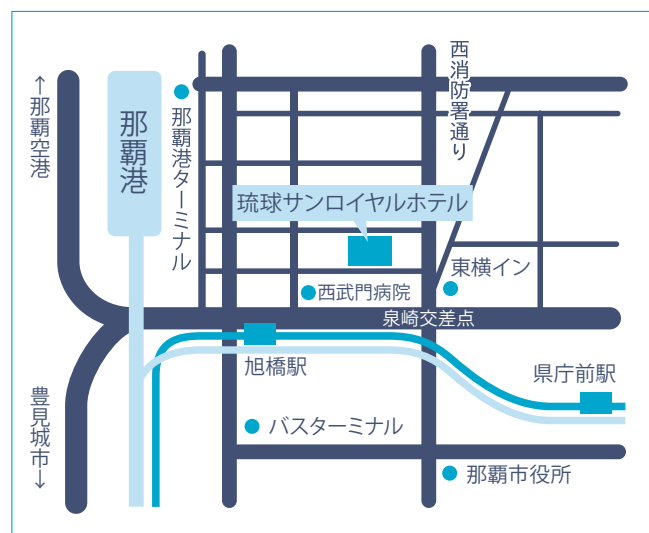 ↑那覇空港
那覇港
那覇港ターミナル
西消防署通り
琉球サンロイヤルホテル
東横イン
西武門病院
泉崎交差点
旭橋駅
県庁前駅
豊見城市↓
バスターミナル
那覇市役所